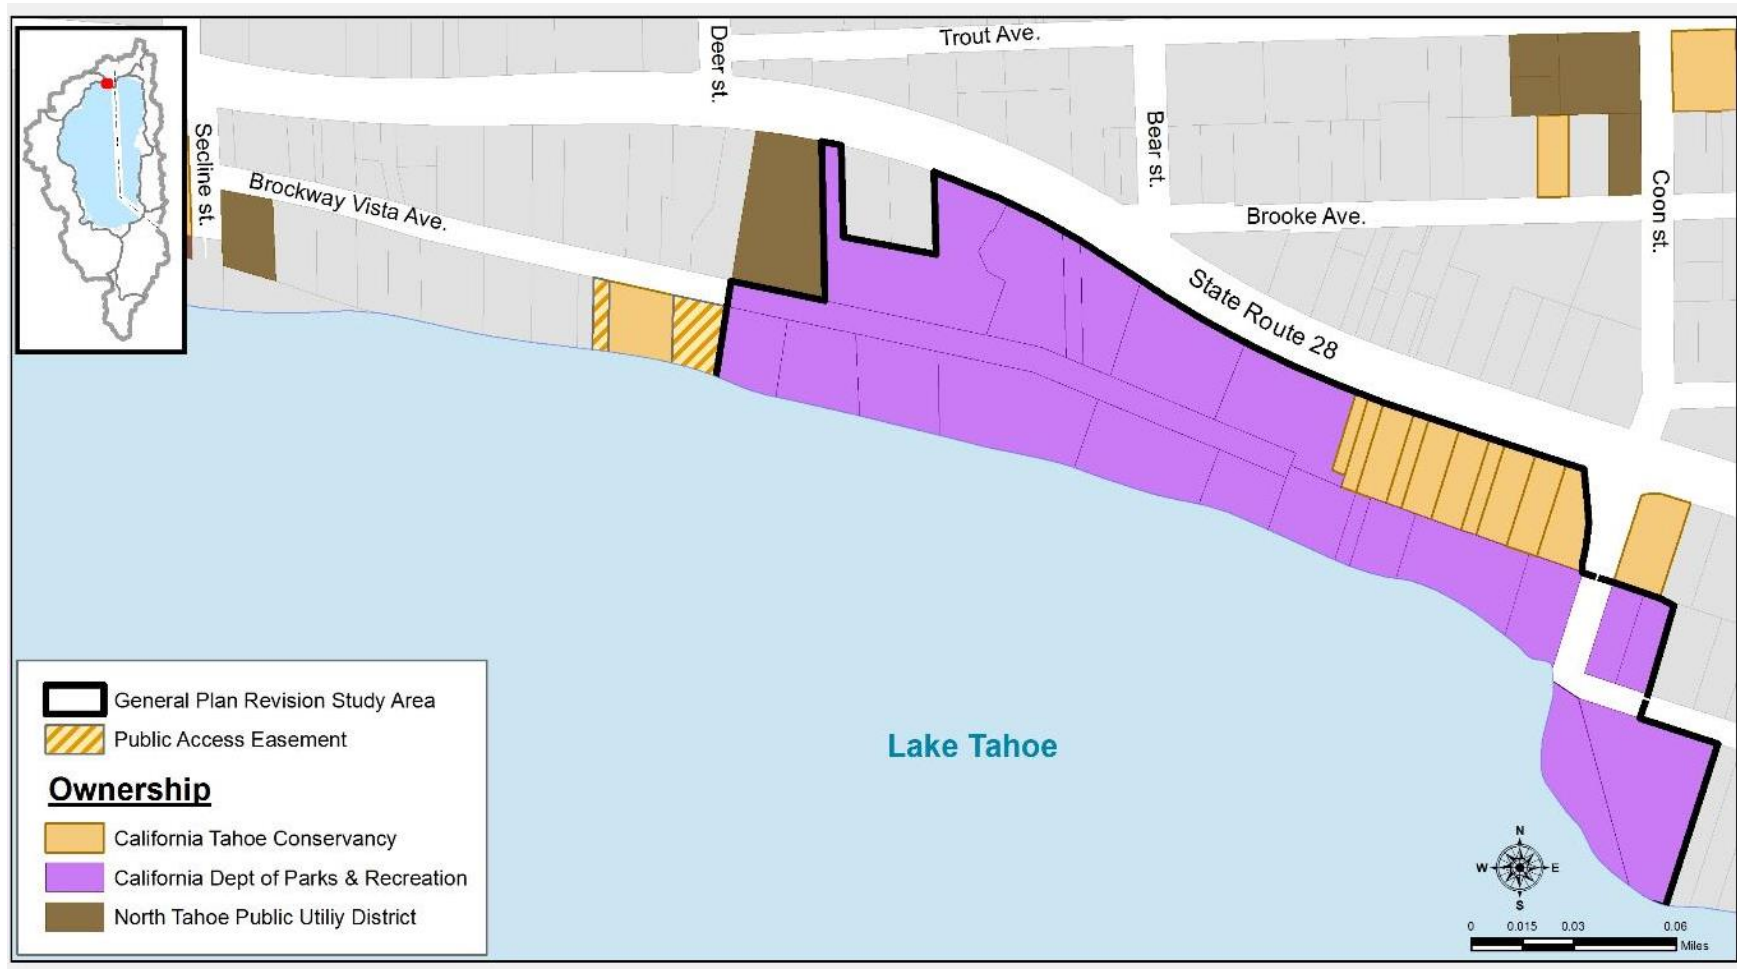 Trout Ave.
Deer st.
Bear st.
Secline st.
Brockway Vista Ave.
Brooke Ave.
Coon st.
State Route 28
Lake Tahoe
General Plan Revision Study Area
Public Access Easement
Ownership
California Tahoe Conservancy
California Dept of Parks & Recreation
North Tahoe Public Utiliy District
N
W E
S
0 0.015 0.03 0.06
Miles